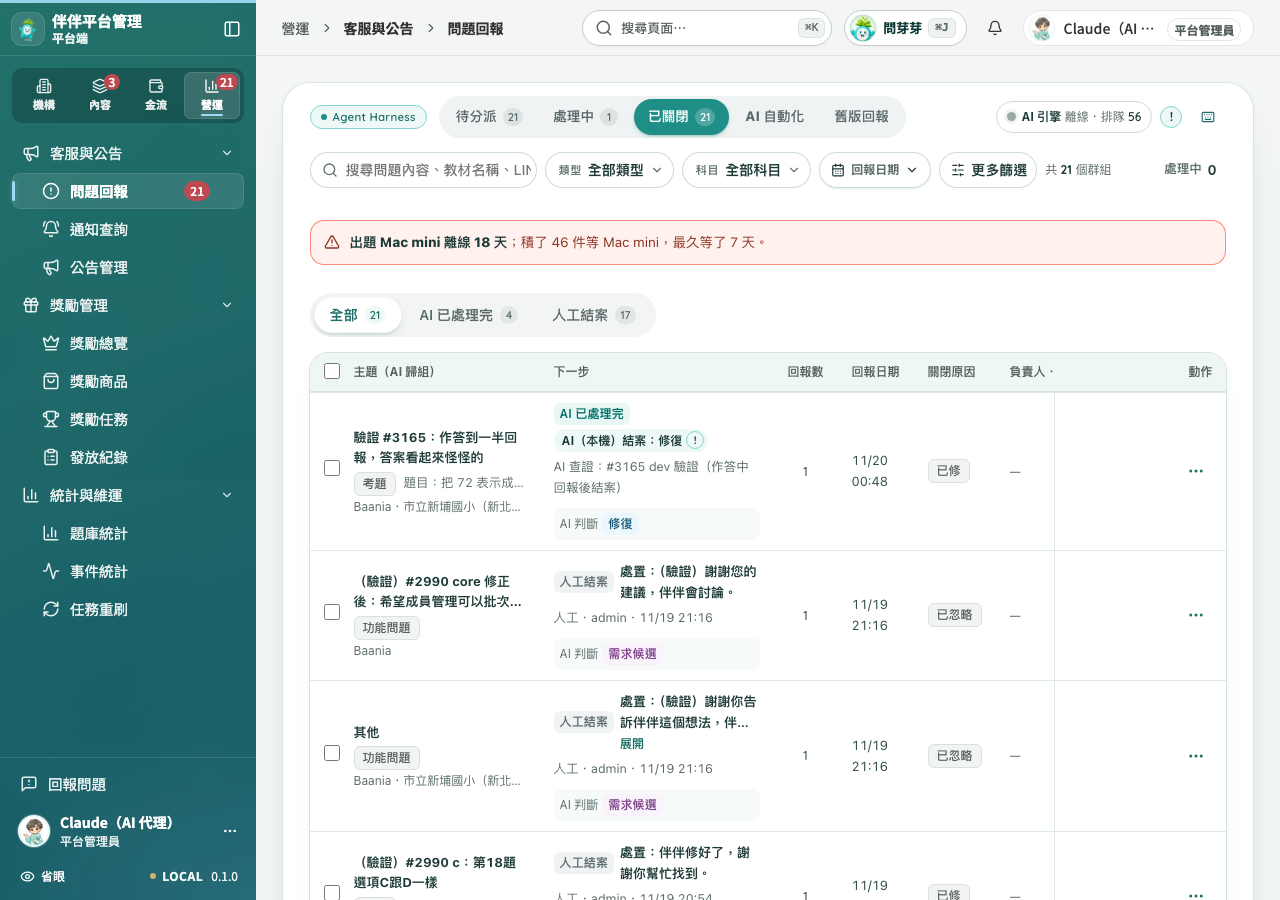 伴伴平台管理
平台端
機構
內容
3
金流
營運
21
客服與公告
問題回報
21
通知查詢
公告管理
獎勵管理
獎勵總覽
獎勵商品
獎勵任務
發放紀錄
統計與維運
題庫統計
事件統計
任務重刷
回報問題
Claude（AI 代理）
平台管理員
省眼
LOCAL 0.1.0
營運 > 客服與公告 > 問題回報
搜尋頁面… ⌘K
問芽芽 ⌘J
Claude（AI … 平台管理員
Agent Harness
待分派 21
處理中 1
已關閉 21
AI 自動化
舊版回報
AI 引擎 離線 · 排隊 56
搜尋問題內容、教材名稱、LIN
類型 全部類型
科目 全部科目
回報日期
更多篩選
共 21 個群組
處理中 0
出題 Mac mini 離線 18 天；積了 46 件等 Mac mini，最久等了 7 天。
全部 21
AI 已處理完 4
人工結案 17
主題（AI 歸組） 下一步 回報數 回報日期 關閉原因 負責人 · 動作
驗證 #3165：作答到一半回
報，答案看起來怪怪的
考題 題目：把 72 表示成…
Baania · 市立新埔國小（新北…
AI 已處理完
AI（本機）結案：修復 !
AI 查證：#3165 dev 驗證（作答中
回報後結案）
AI 判斷 修復
1
11/20
00:48
已修
—
（驗證）#2990 core 修正
後：希望成員管理可以批次…
功能問題
Baania
人工結案
處置：（驗證）謝謝您的
建議，伴伴會討論。
人工 · admin · 11/19 21:16
AI 判斷 需求候選
1
11/19
21:16
已忽略
—
其他
功能問題
Baania · 市立新埔國小（新北…
人工結案
處置：（驗證）謝謝你告
訴伴伴這個想法，伴…
展開
人工 · admin · 11/19 21:16
AI 判斷 需求候選
1
11/19
21:16
已忽略
—
（驗證）#2990 c：第18題
選項C跟D一樣
人工結案
處置：伴伴修好了，謝
謝你幫忙找到。
人工 · admin · 11/19 20:54
1
11/19
已修
—